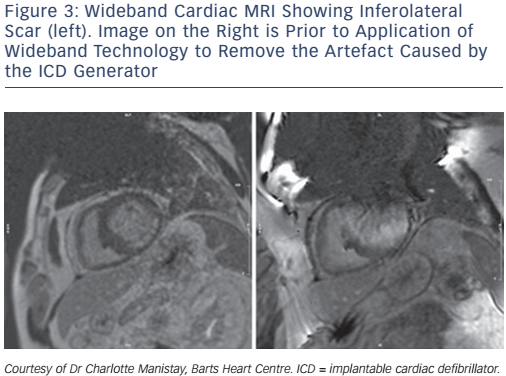 Figure 3: Wideband Cardiac MRI Showing Inferolateral
Scar (left). Image on the Right is Prior to Application of
Wideband Technology to Remove the Artefact Caused by
the ICD Generator
Courtesy of Dr Charlotte Manistay, Barts Heart Centre. ICD = implantable cardiac defibrillator.